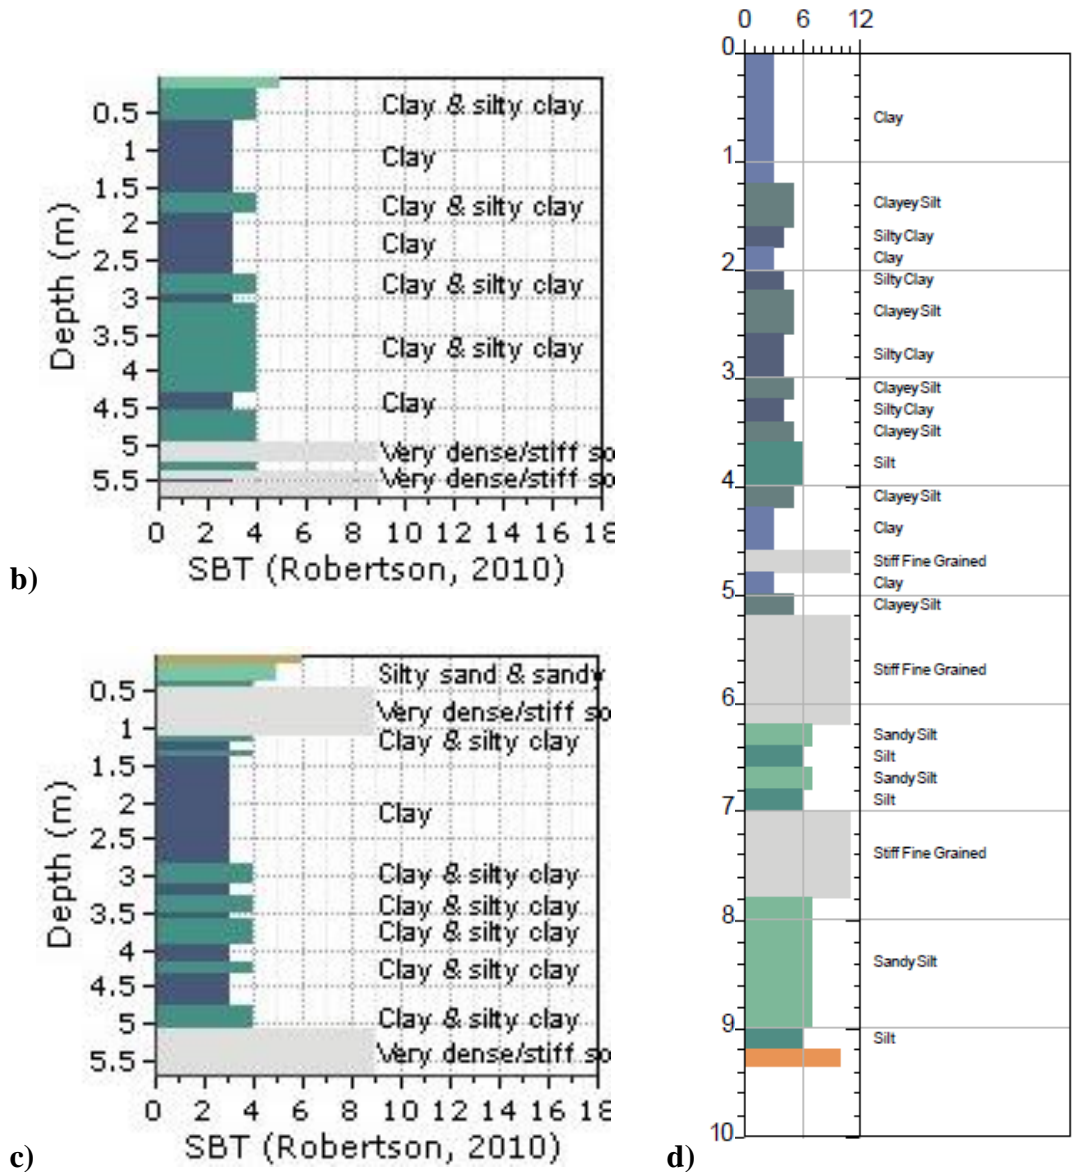 Depth (m)
0.5
1
1.5
2
2.5
3
3.5
4
4.5
5
5.5
Clay & silty clay
Clay
Clay & silty clay
Clay
Clay & silty clay
Clay & silty clay
Clay
Very dense/stiff so
Very dense/stiff so
0 2 4 6 8 10 12 14 16 18
SBT (Robertson, 2010)
b)
Depth (m)
0.5
1
1.5
2
2.5
3
3.5
4
4.5
5
5.5
Silty sand & sandy
Very dense/stiff so
Clay & silty clay
Clay
Clay & silty clay
Clay & silty clay
Clay & silty clay
Clay & silty clay
Clay & silty clay
Very dense/stiff so
0 2 4 6 8 10 12 14 16 18
SBT (Robertson, 2010)
c)
0 6 12
0
1
2
3
4
5
6
7
8
9
10
Clay
Clayey Silt
Silty Clay
Clay
Silty Clay
Clayey Silt
Silty Clay
Clayey Silt
Silty Clay
Clayey Silt
Silt
Clayey Silt
Clay
Stiff Fine Grained
Clay
Clayey Silt
Stiff Fine Grained
Sandy Silt
Silt
Sandy Silt
Silt
Stiff Fine Grained
Sandy Silt
Silt
d)